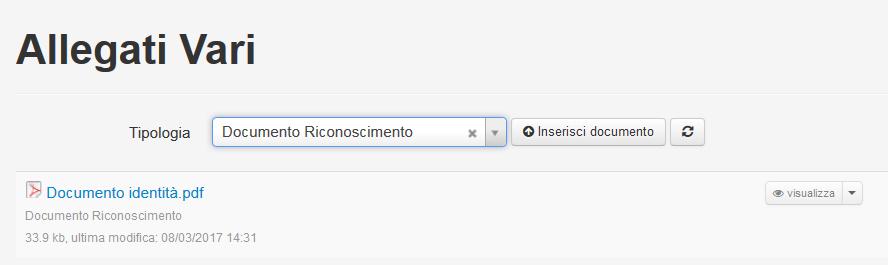 Allegati Vari
Tipologia Documento Riconoscimento Inserisci documento
Documento identità.pdf visualizza
Documento Riconoscimento
33.9 kb, ultima modifica: 08/03/2017 14:31